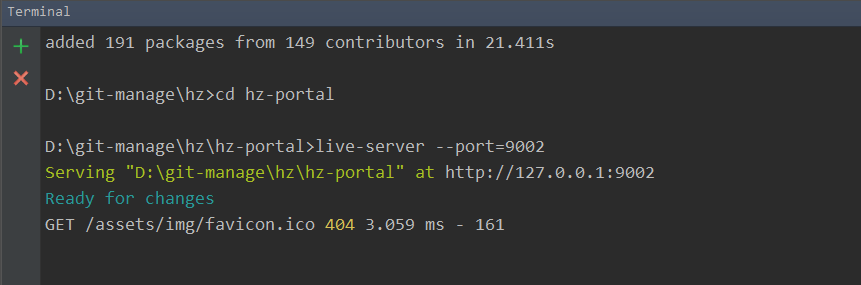 Terminal
added 191 packages from 149 contributors in 21.411s
D:\git-manage\hz>cd hz-portal
D:\git-manage\hz\hz-portal>live-server --port=9002
Serving "D:\git-manage\hz\hz-portal" at http://127.0.0.1:9002
Ready for changes
GET /assets/img/favicon.ico 404 3.059 ms - 161